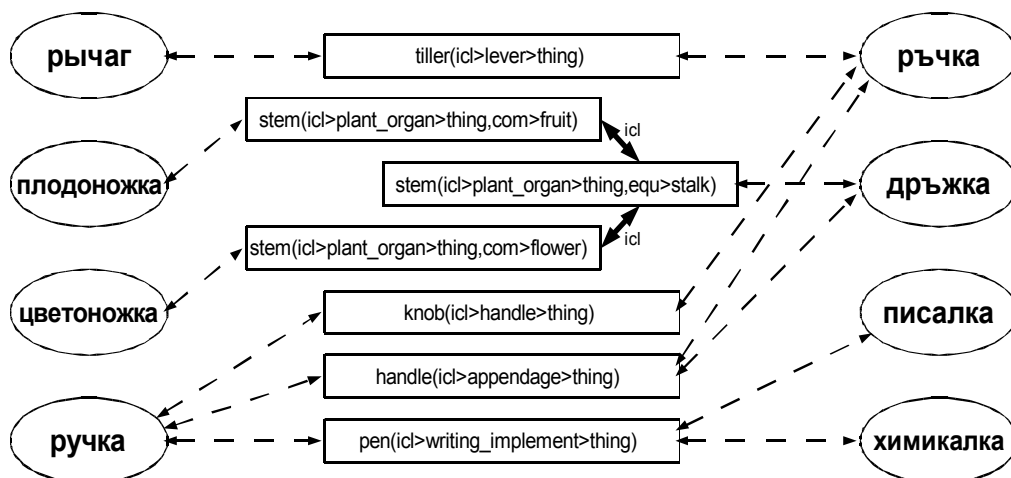 рычаг
tiller(icl>lever>thing)
ръчка
stem(icl>plant_organ>thing,com>fruit)
icl
плодоножка
stem(icl>plant_organ>thing,equ>stalk)
дръжка
icl
stem(icl>plant_organ>thing,com>flower)
цветоножка
knob(icl>handle>thing)
писалка
handle(icl>appendage>thing)
ручка
pen(icl>writing_implement>thing)
химикалка